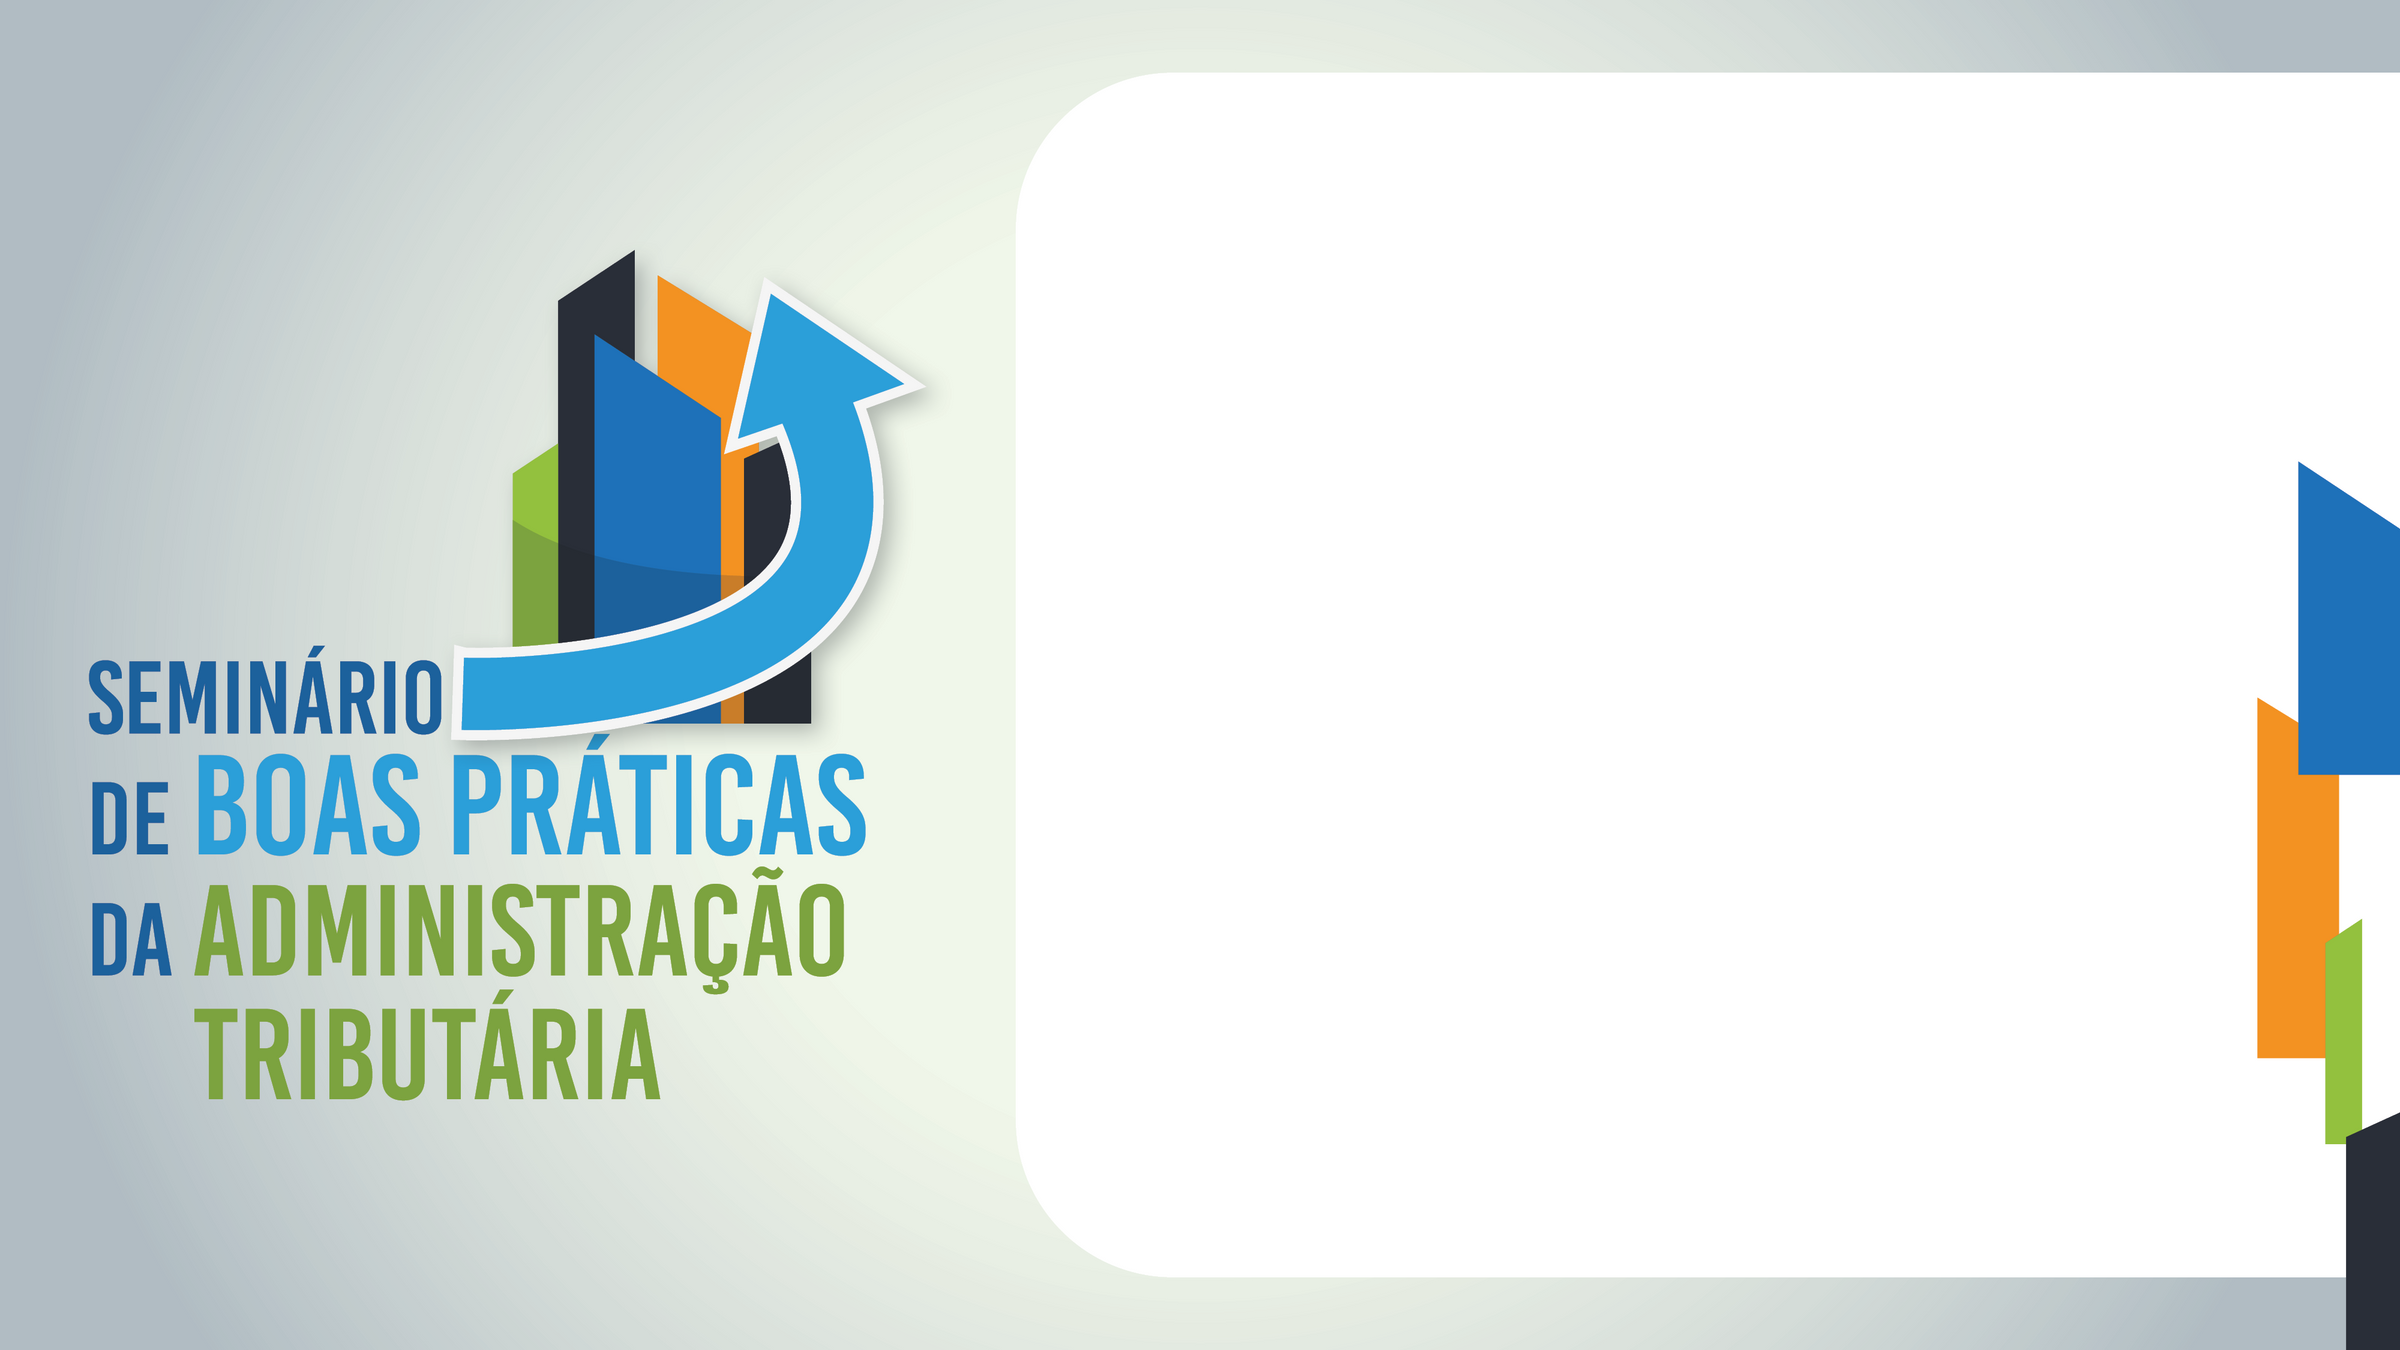 SEMINÁRIO
DE BOAS PRÁTICAS
DA ADMINISTRAÇÃO
TRIBUTÁRIA